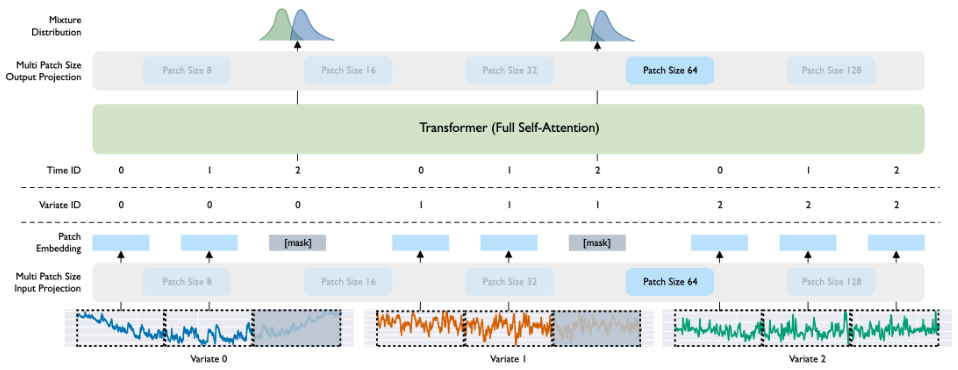 Mixture
Distribution
Multi Patch Size
Output Projection
Patch Size 8
Patch Size 16
Patch Size 32
Patch Size 64
Patch Size 128
Transformer (Full Self-Attention)
Time ID 0 1 2 0 1 2 0 1 2
Variate ID 0 0 0 1 1 1 2 2 2
Patch
Embedding
[mask]
[mask]
Multi Patch Size
Input Projection
Patch Size 8
Patch Size 16
Patch Size 32
Patch Size 64
Patch Size 128
Variate 0
Variate 1
Variate 2